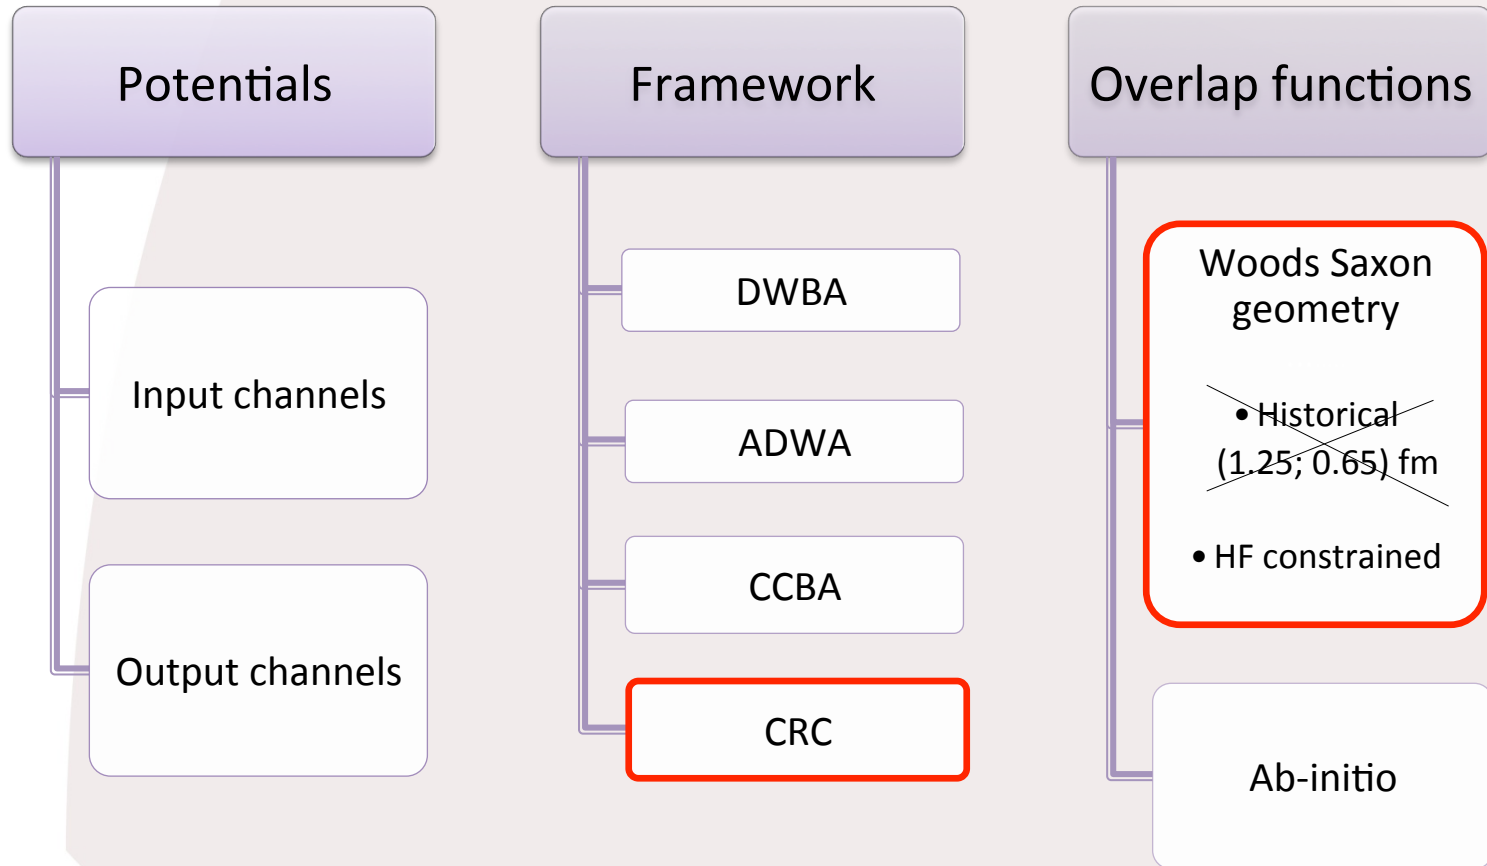 Potentials
Input channels
Output channels
Framework
DWBA
ADWA
CCBA
CRC
Overlap functions
Woods Saxon
geometry
• Historical
(1.25; 0.65) fm
• HF constrained
Ab-initio